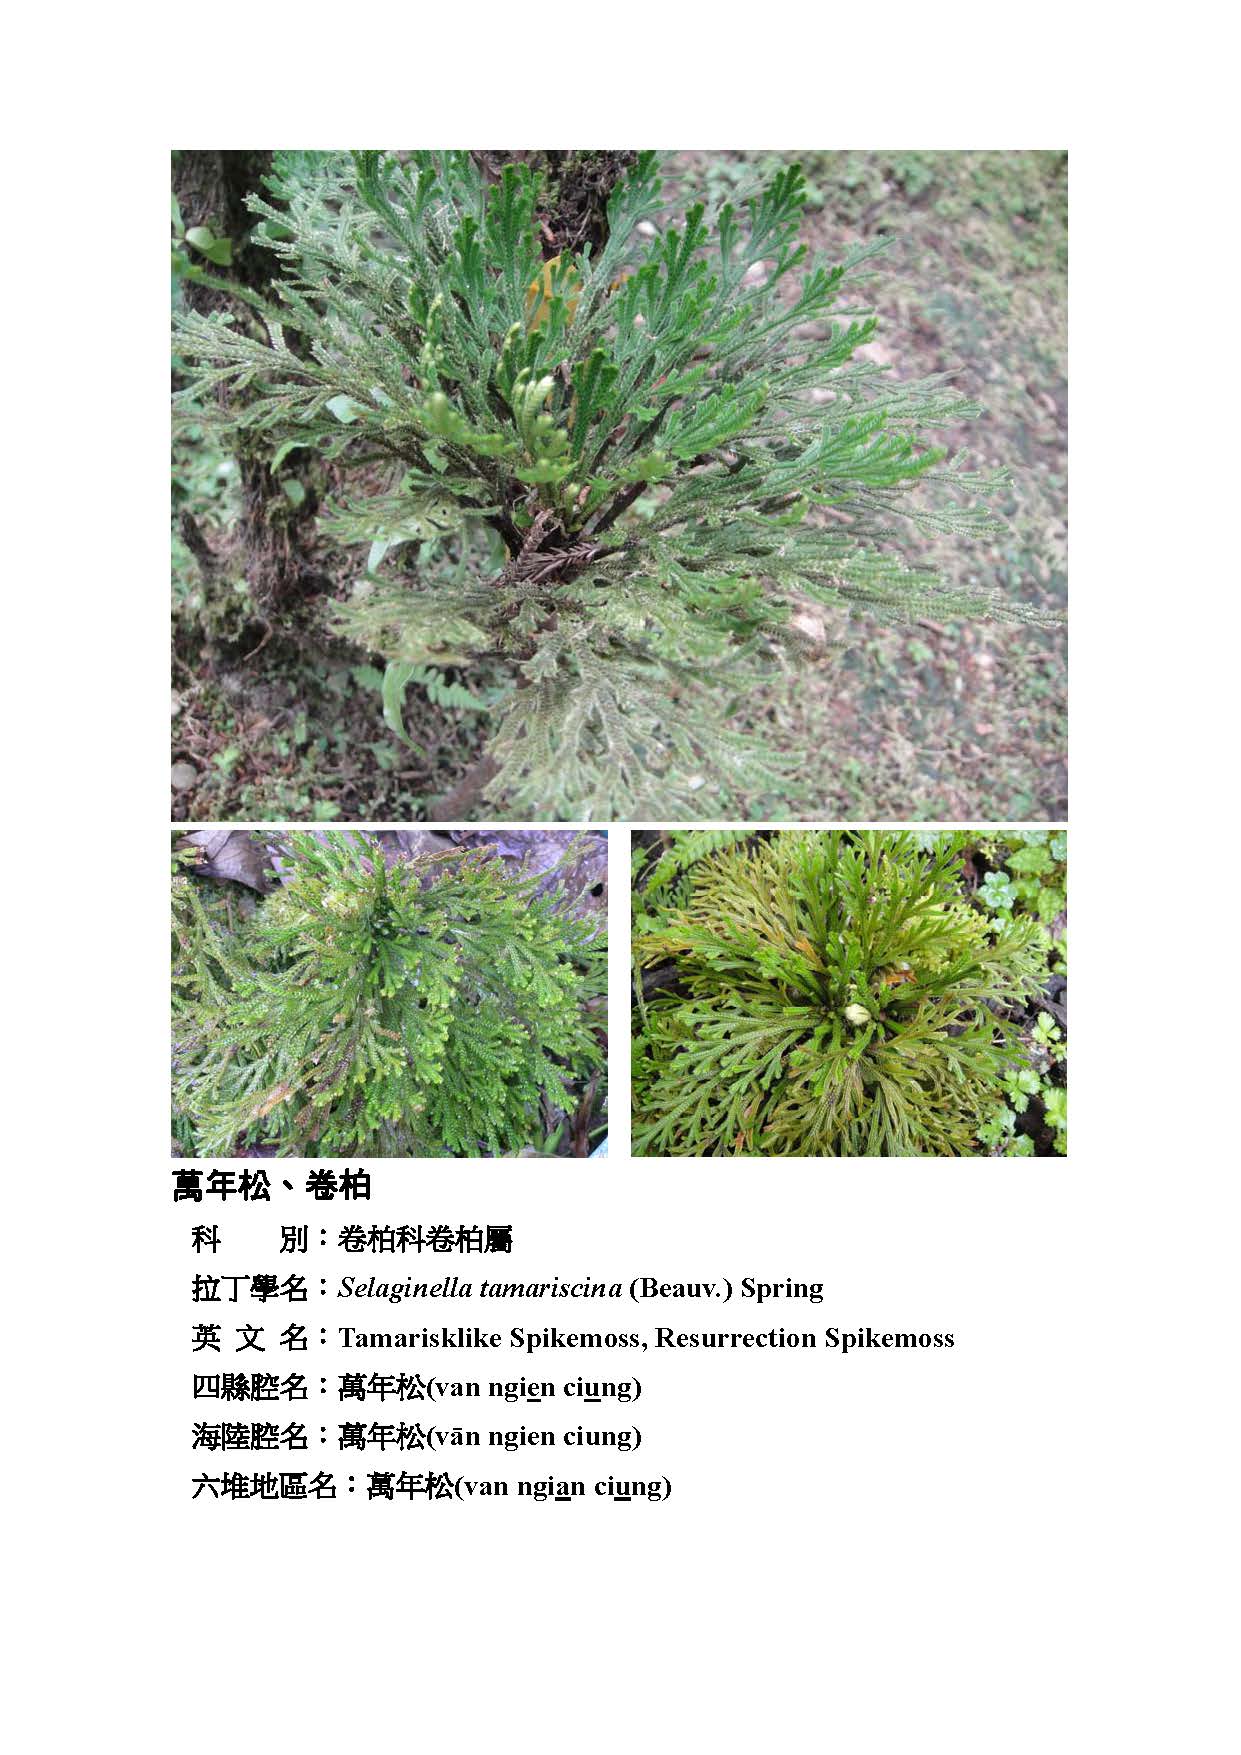 萬年松、卷柏
科　　別：卷柏科卷柏屬
拉丁學名：Selaginella tamariscina (Beauv.) Spring
英 文 名：Tamarisklike Spikemoss, Resurrection Spikemoss
四縣腔名：萬年松(van ngien ciung)
海陸腔名：萬年松(vān ngien ciung)
六堆地區名：萬年松(van ngian ciung)